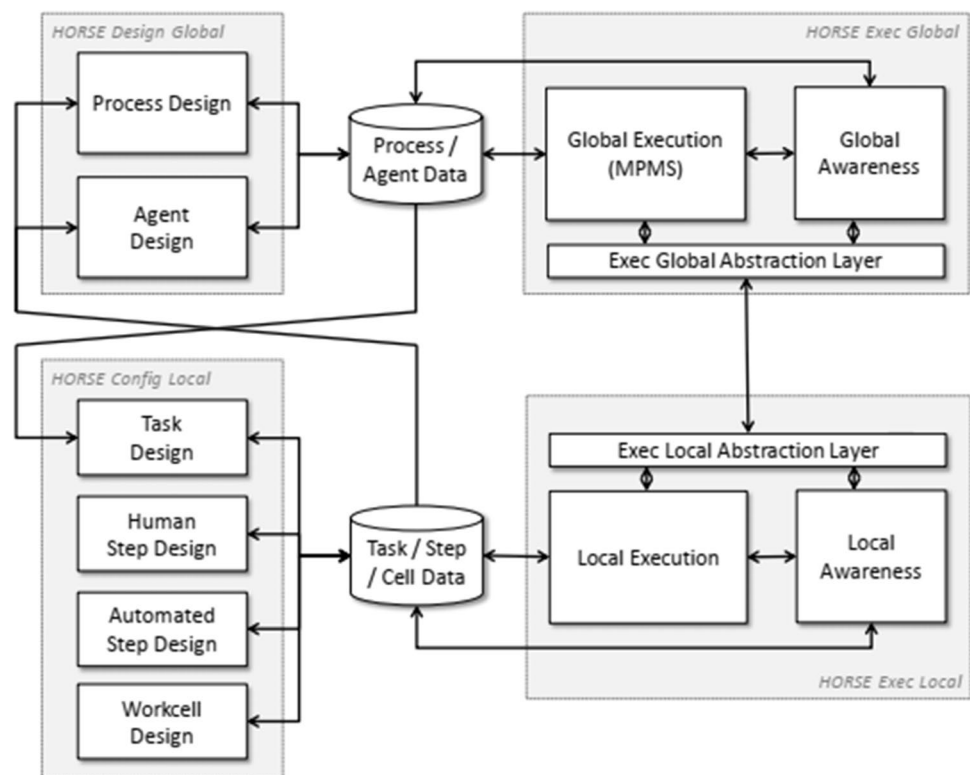 HORSE Design Global
Process Design
Agent
Design
Process /
Agent Data
HORSE Exec Global
Global Execution
(MPMS)
Global
Awareness
Exec Global Abstraction Layer
HORSE Config Local
Task
Design
Human
Step Design
Automated
Step Design
Workcell
Design
Task / Step
/ Cell Data
Exec Local Abstraction Layer
Local Execution
Local
Awareness
HORSE Exec Local